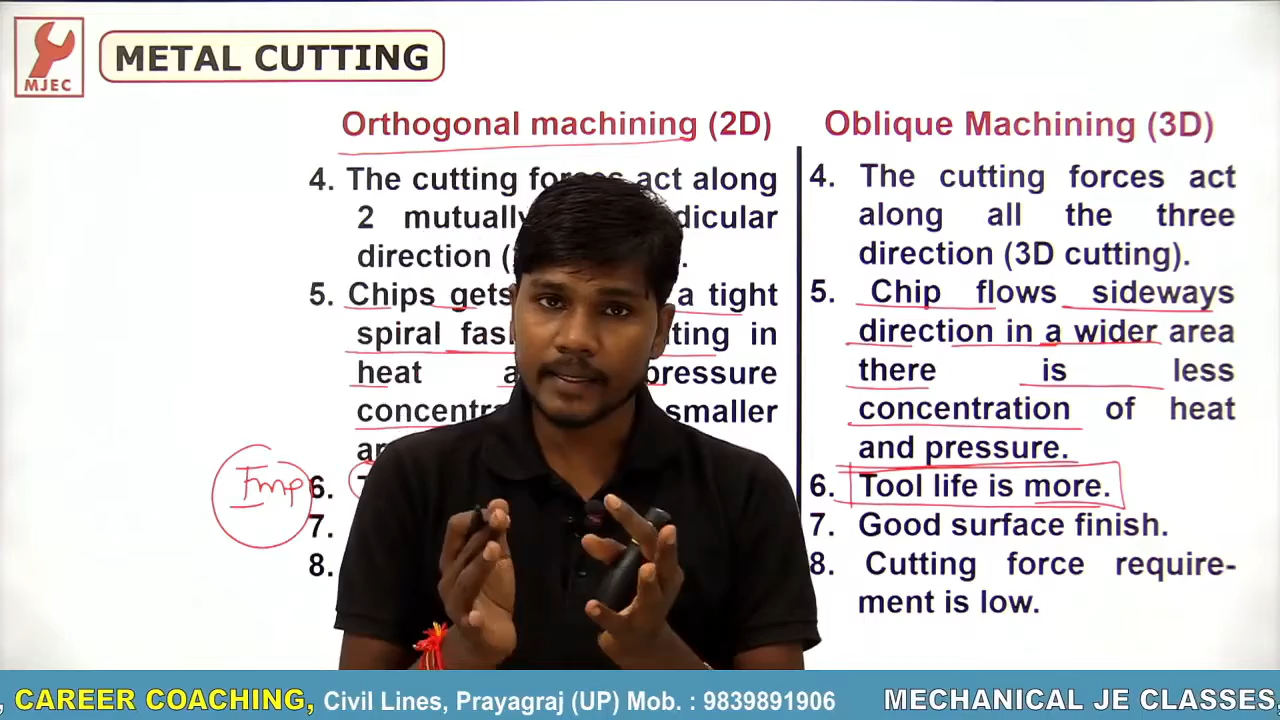 MJEC
METAL CUTTING
Orthogonal machining (2D)
4. The cutting forces act along
2 mutually dicular
direction (
5. Chips gets a tight
spiral in
heat pressure
smaller
Imp
6.
7.
8.
Oblique Machining (3D)
4. The cutting forces act
along all the three
direction (3D cutting).
5. Chip flows sideways
direction in a wider area
there is less
concentration of heat
and pressure.
6. Tool life is more.
7. Good surface finish.
8. Cutting force require-
ment is low.
, CAREER COACHING, Civil Lines, Prayagraj (UP) Mob. : 9839891906 MECHANICAL JE CLASSES,